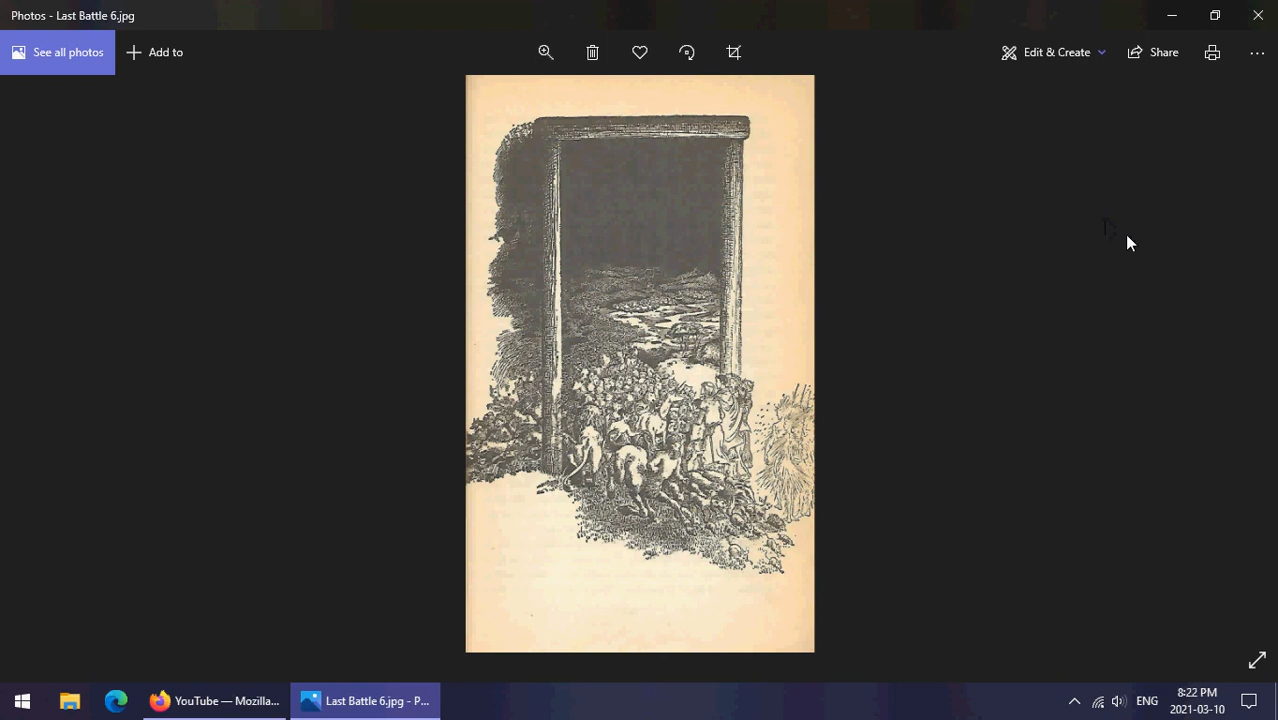 Photos - Last Battle 6.jpg
See all photos
Add to
Edit & Create
Share
YouTube — Mozilla...
Last Battle 6.jpg - P...
ENG
8:22 PM
2021-03-10